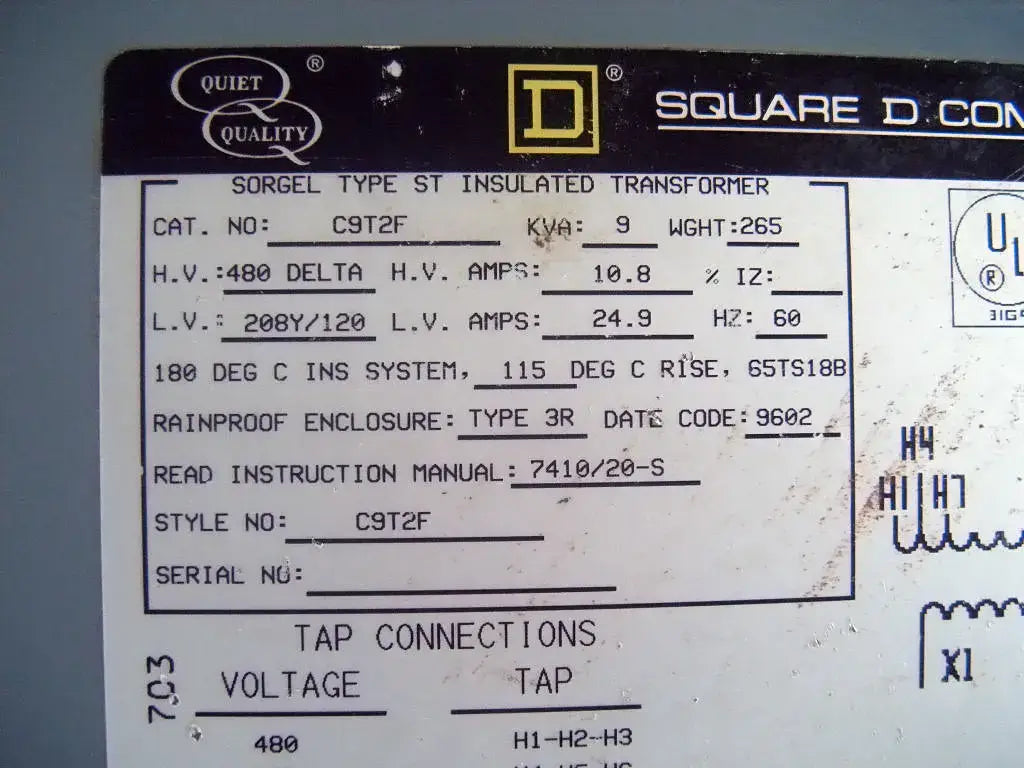 QUIET ®
QUALITY
D ®
SQUARE D CON
SORGEL TYPE ST INSULATED TRANSFORMER
CAT. NO: C9T2F KVA: 9 WGHT:265
H.V.:480 DELTA H.V. AMPS: 10.8 % IZ:
L.V.: 208Y/120 L.V. AMPS: 24.9 HZ: 60
180 DEG C INS SYSTEM, 115 DEG C RISE, 65TS18B
RAINPROOF ENCLOSURE: TYPE 3R DATE CODE: 9602
READ INSTRUCTION MANUAL: 7410/20-S
STYLE NO: C9T2F
SERIAL NO:
UL
®
TAP CONNECTIONS
VOLTAGE TAP
480 H1-H2-H3
703
H4
H1 H7
X1